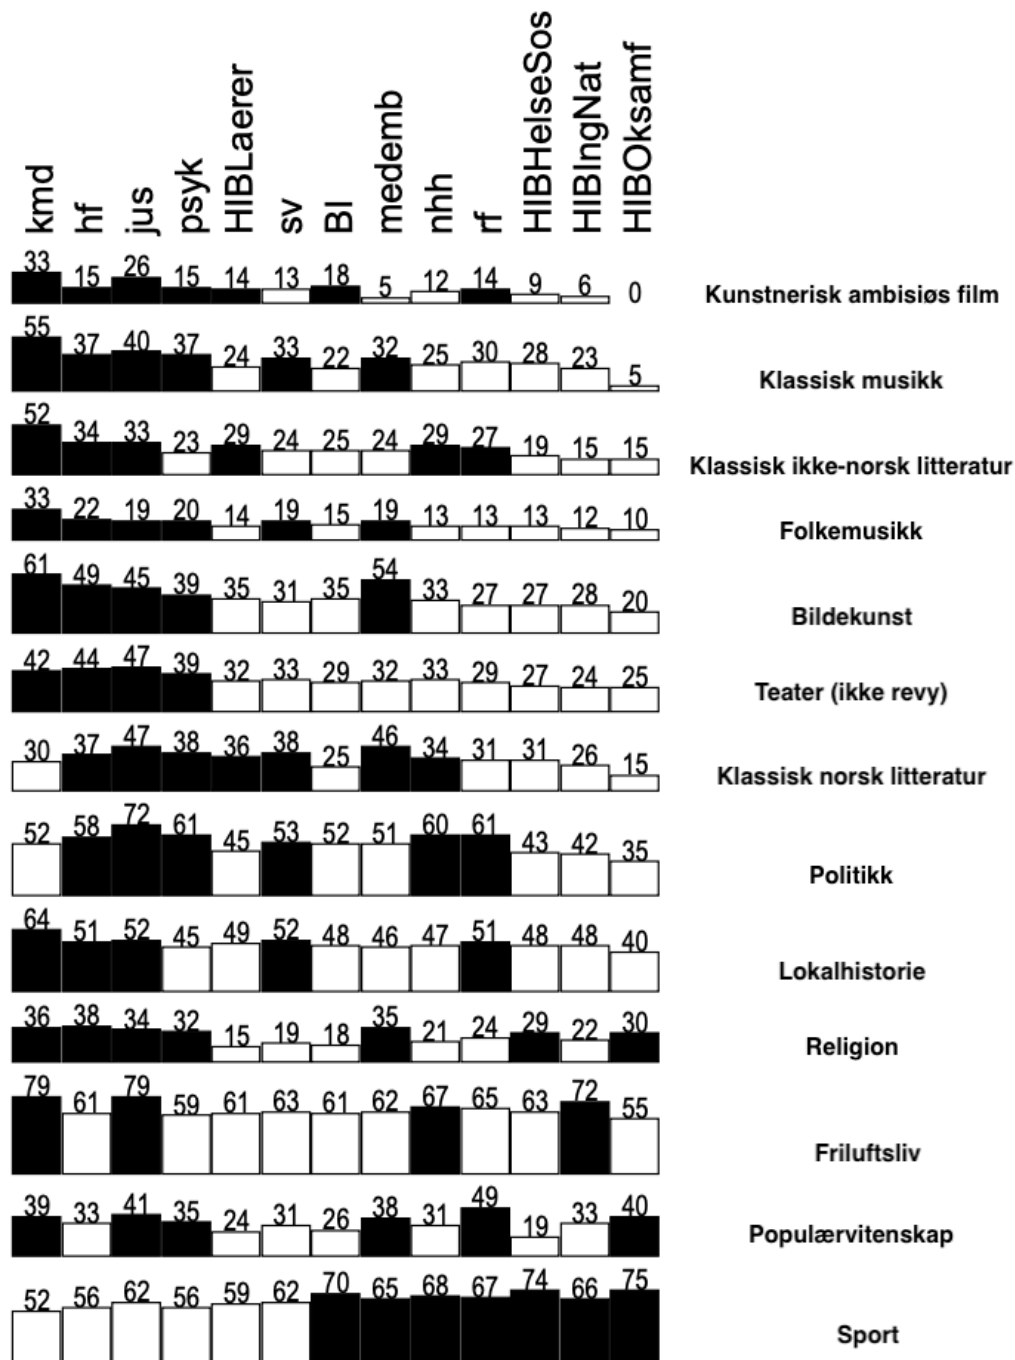 kmd hf jus psyk HIBLaerer sv BI medemb nhh rf HIBHelseSos HIBIngNat HIBOksamf
33 15 26 15 14 13 18 5 12 14 9 6 0 Kunstnerisk ambisiøs film
55 37 40 37 24 33 22 32 25 30 28 23 5 Klassisk musikk
52 34 33 23 29 24 25 24 29 27 19 15 15 Klassisk ikke-norsk litteratur
33 22 19 20 14 19 15 19 13 13 13 12 10 Folkemusikk
61 49 45 39 35 31 35 54 33 27 27 28 20 Bildekunst
42 44 47 39 32 33 29 32 33 29 27 24 25 Teater (ikke revy)
30 37 47 38 36 38 25 46 34 31 31 26 15 Klassisk norsk litteratur
52 58 72 61 45 53 52 51 60 61 43 42 35 Politikk
64 51 52 45 49 52 48 46 47 51 48 48 40 Lokalhistorie
36 38 34 32 15 19 18 35 21 24 29 22 30 Religion
79 61 79 59 61 63 61 62 67 65 63 72 55 Friluftsliv
39 33 41 35 24 31 26 38 31 49 19 33 40 Populærvitenskap
52 56 62 56 59 62 70 65 68 67 74 66 75 Sport